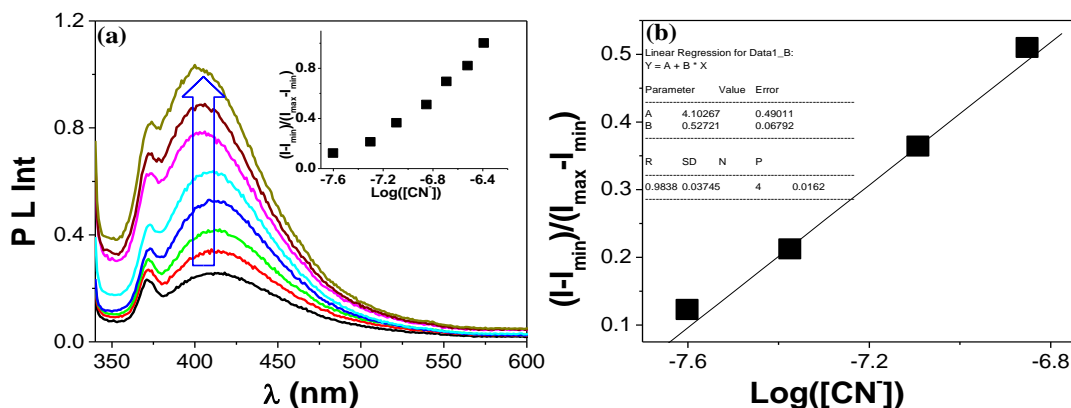 (a)
P L Int
1.2
0.8
0.4
0.0
350 400 450 500 550 600
λ (nm)
(I-I_min)/(I_max-I_min)
0.8
0.4
0.0
-7.6 -7.2 -6.8 -6.4
Log([CN⁻])
(b)
(I-I_min)/(I_max-I_min)
0.5
0.4
0.3
0.2
0.1
-7.6 -7.2 -6.8
Log([CN⁻])
Linear Regression for Data1_B:
Y = A + B * X
Parameter Value Error
A 4.10267 0.49011
B 0.52721 0.06792
R SD N P
0.9838 0.03745 4 0.0162